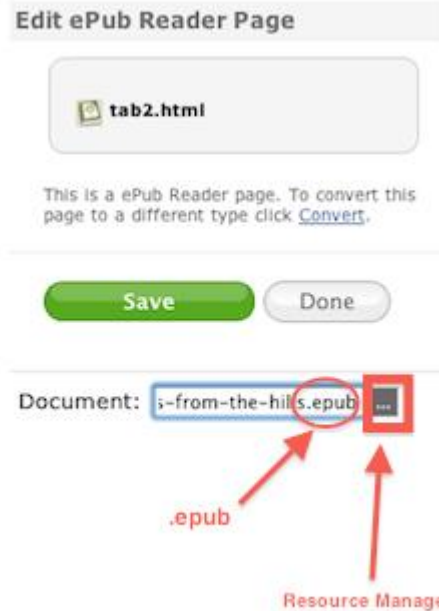 Edit ePub Reader Page
tab2.html
This is a ePub Reader page. To convert this
page to a different type click Convert.
Save Done
Document: s-from-the-hills.epub ...
.epub
Resource Manage